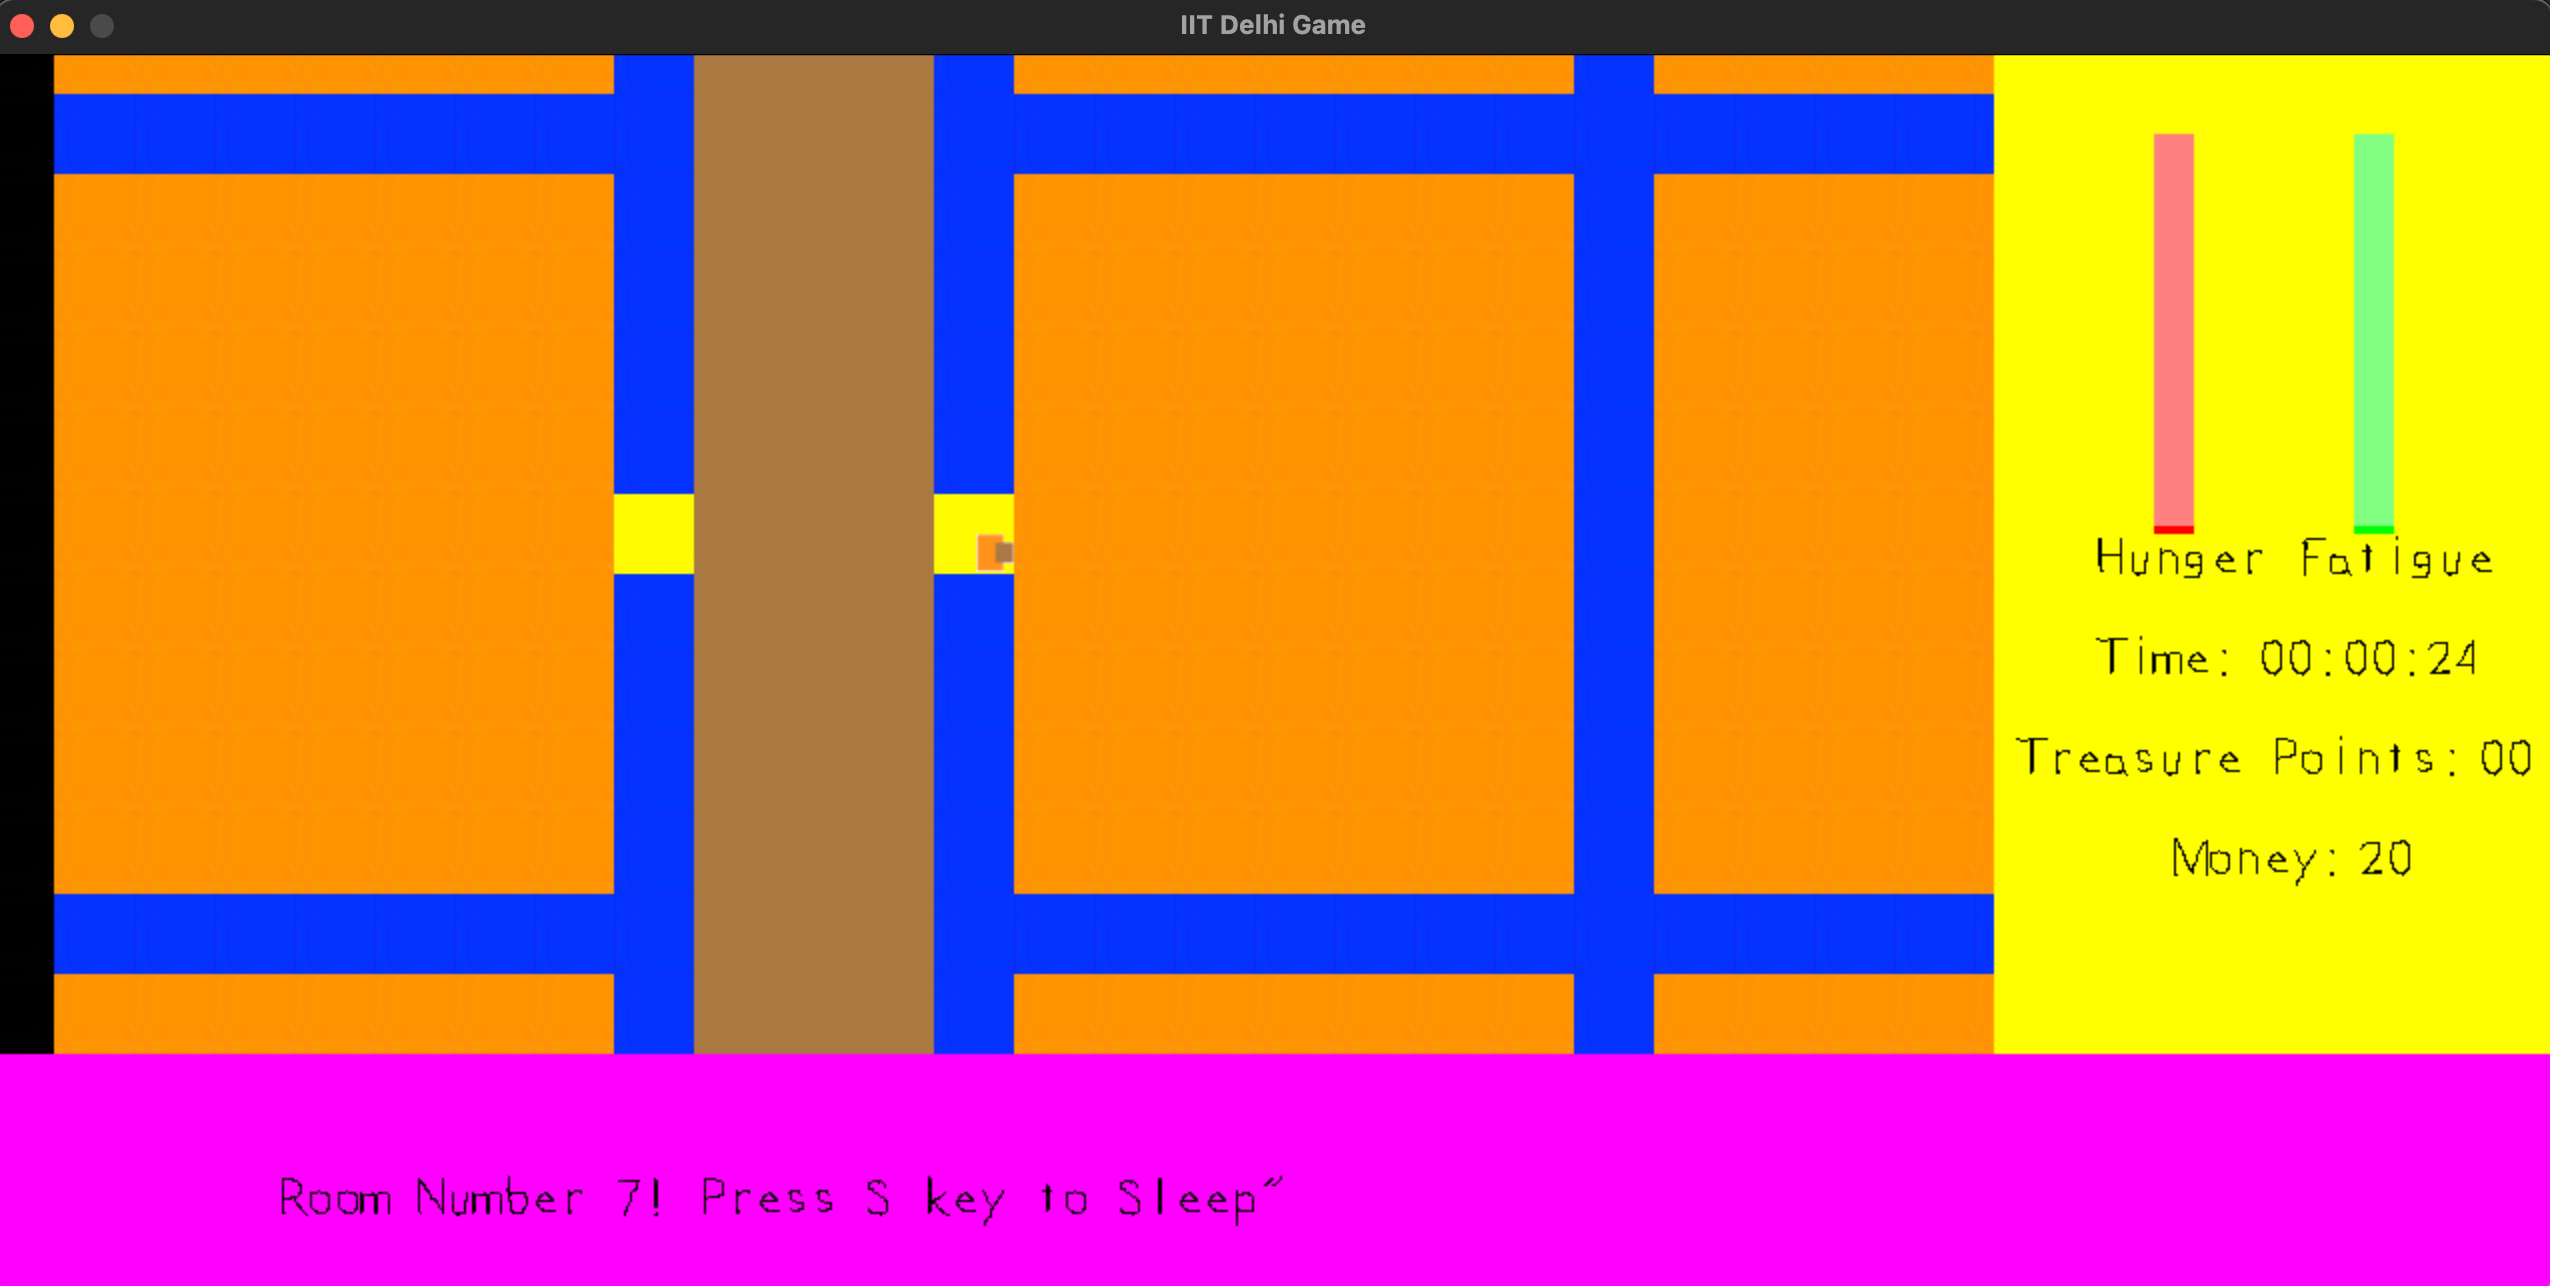 IIT Delhi Game
Hunger Fatigue
Time: 00:00:24
Treasure Points: 00
Money: 20
Room Number 7! Press S key to Sleep"